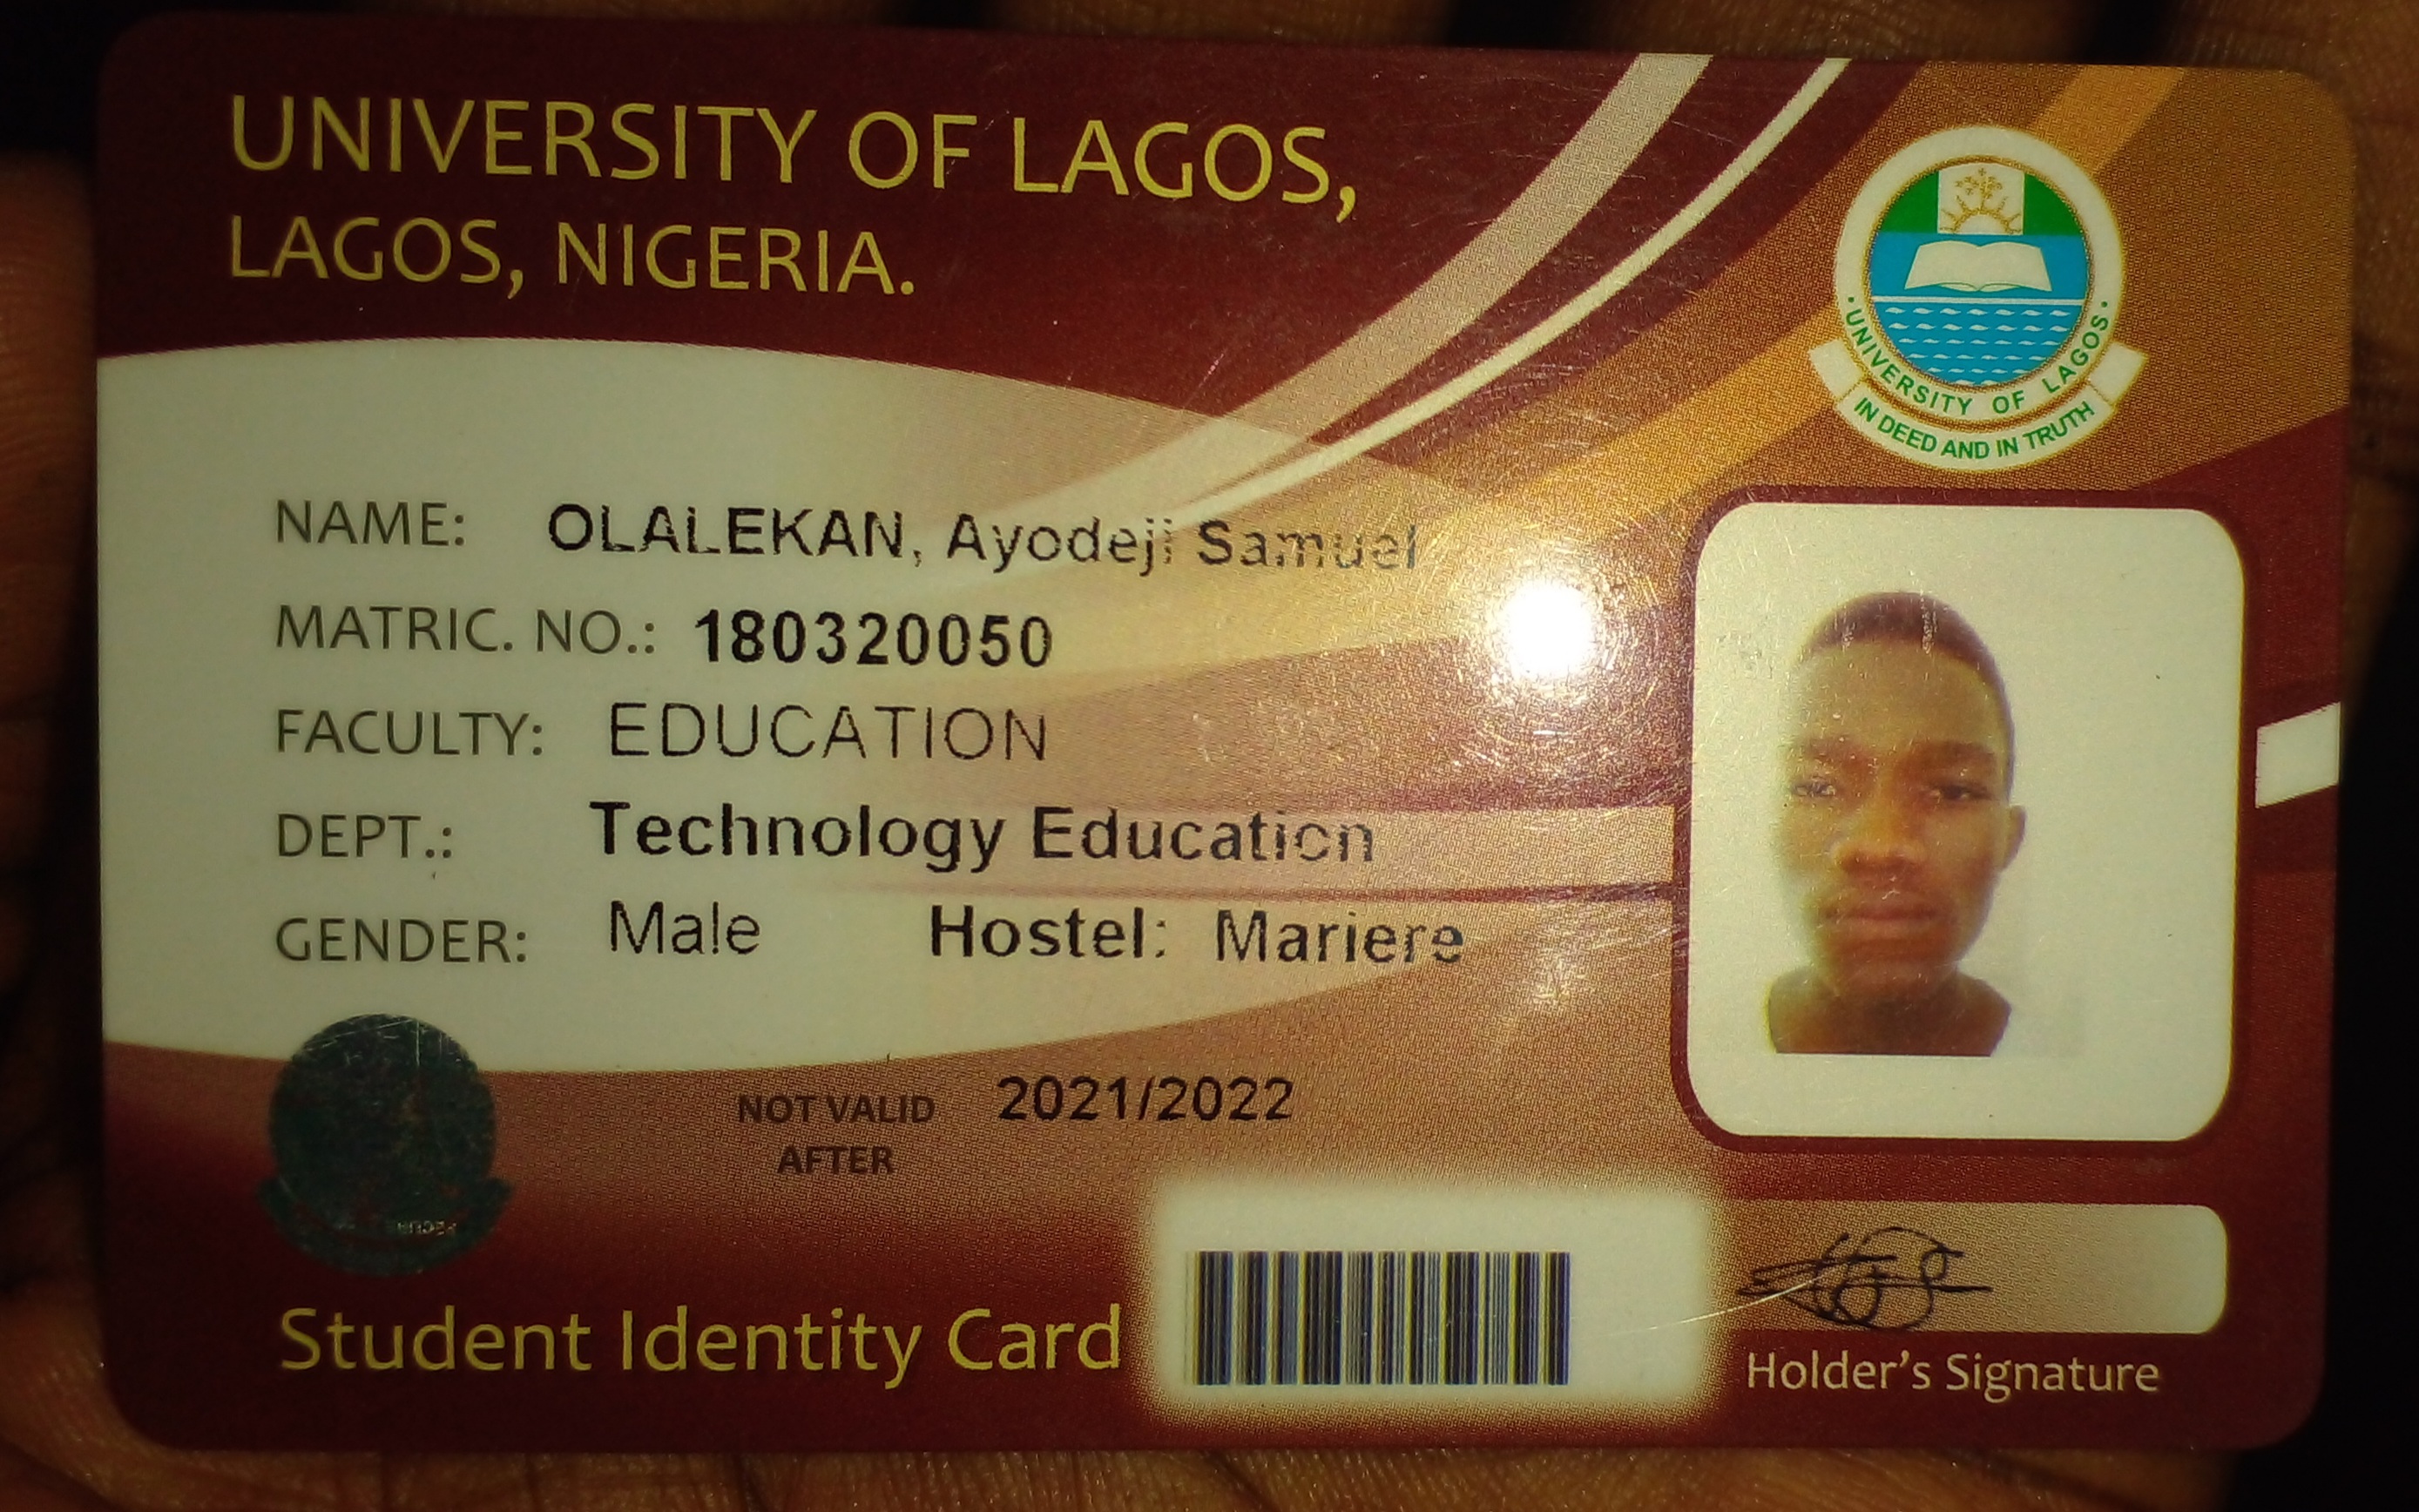 UNIVERSITY OF LAGOS,
LAGOS, NIGERIA.
UNIVERSITY OF LAGOS
IN DEED AND IN TRUTH
NAME: OLALEKAN, Ayodeji Samuel
MATRIC. NO.: 180320050
FACULTY: EDUCATION
DEPT.: Technology Education
GENDER: Male Hostel: Mariere
NOT VALID AFTER 2021/2022
Student Identity Card
Holder's Signature